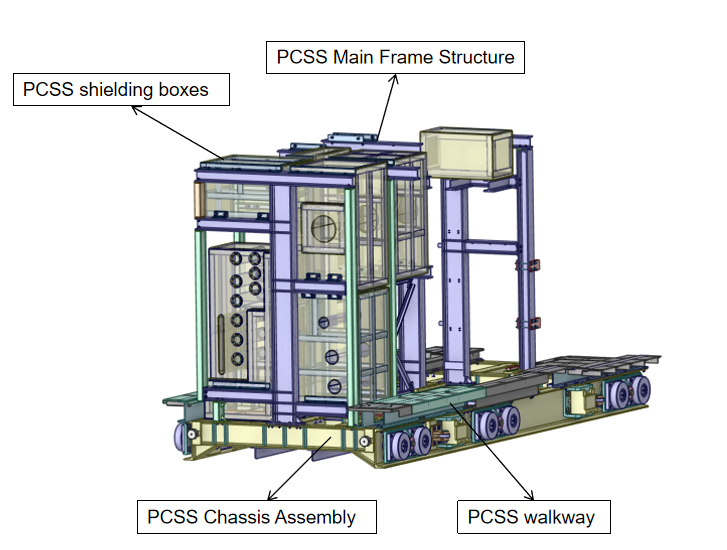 PCSS Main Frame Structure
PCSS shielding boxes
PCSS Chassis Assembly
PCSS walkway